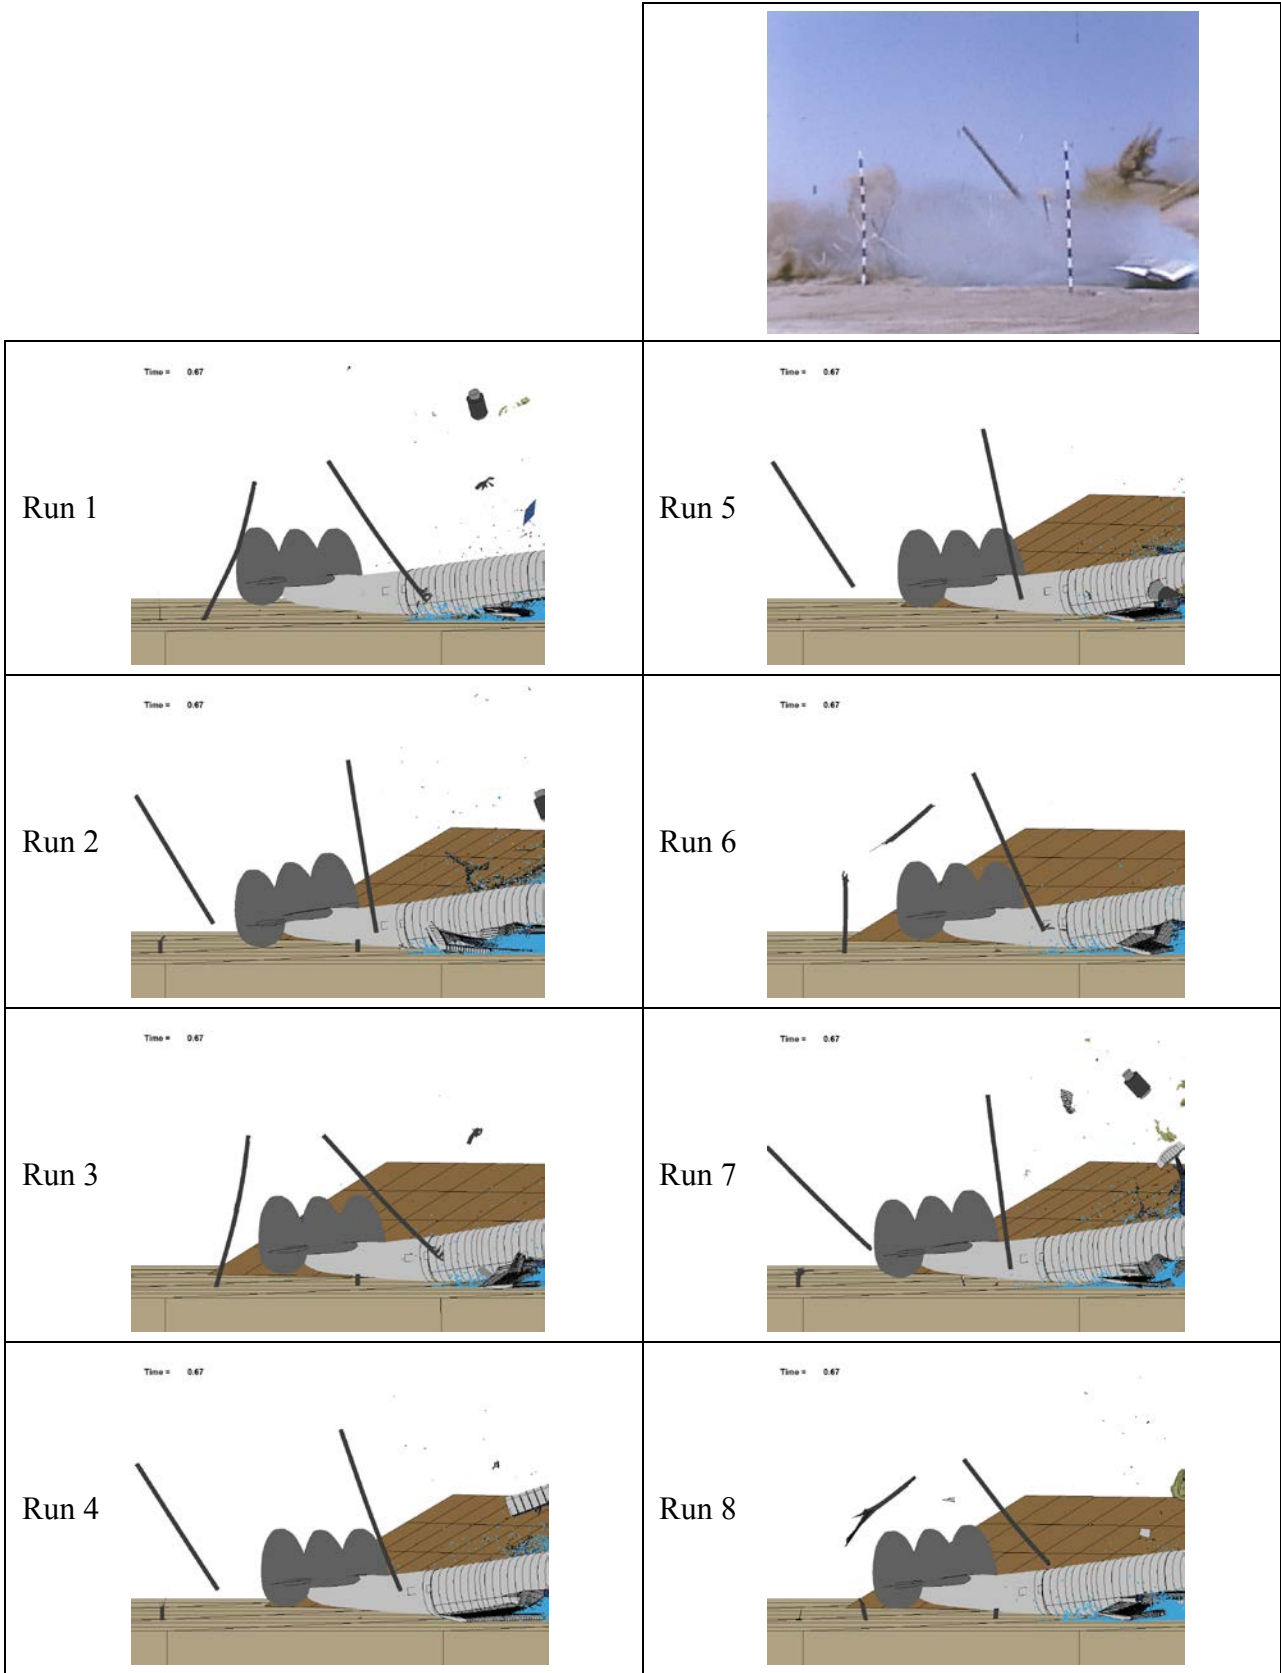 Time = 0.67
Run 1
Time = 0.67
Run 5
Time = 0.67
Run 2
Time = 0.67
Run 6
Time = 0.67
Run 3
Time = 0.67
Run 7
Time = 0.67
Run 4
Time = 0.67
Run 8